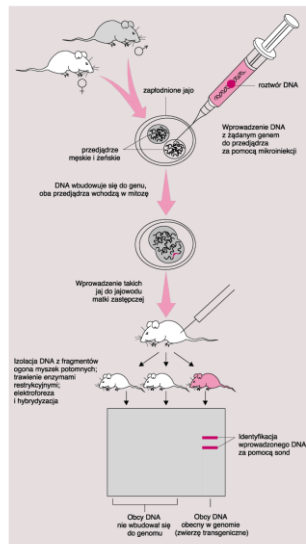 zapłodnione jajo
roztwór DNA
Wprowadzenie DNA
z żądanym genem
do przedjądrza
za pomocą mikroiniekcji
przedjądrze
męskie i żeńskie
DNA wbudowuje się do genu,
oba przedjądrza wchodzą w mitozę
Wprowadzenie takich
jaj do jajowodu
matki zastępczej
Izolacja DNA z fragmentów
ogona myszek potomnych;
trawienie enzymami
restrykcyjnymi;
elektroforeza
i hybrydyzacja
Identyfikacja
wprowadzonego DNA
za pomocą sond
Obcy DNA
nie wbudował się
do genomu
Obcy DNA
obecny w genomie
(zwierzę transgeniczne)